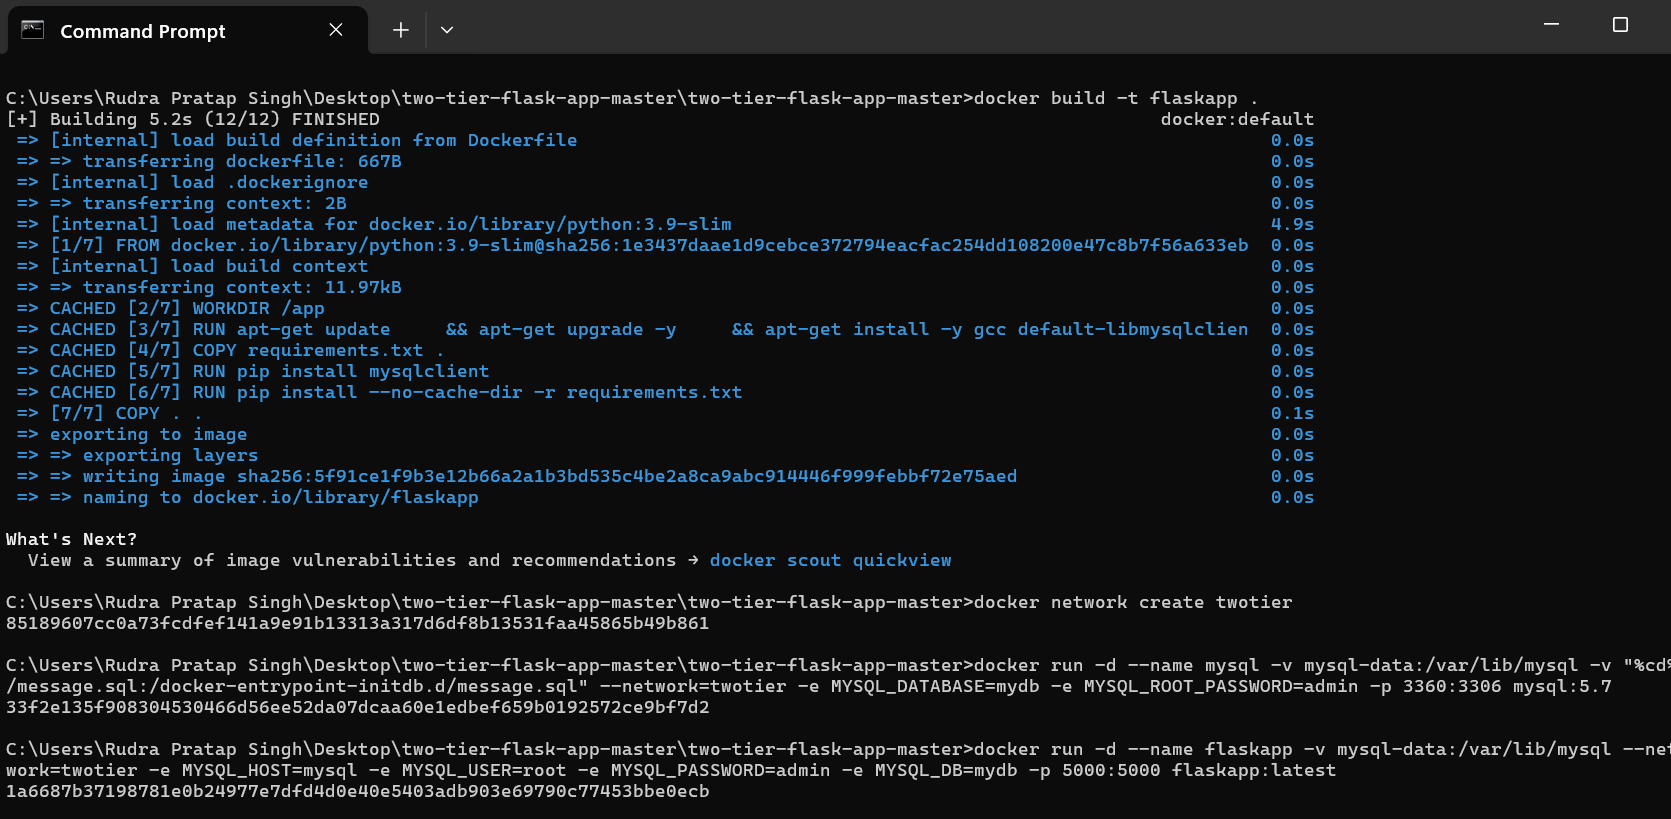 Command Prompt
C:\Users\Rudra Pratap Singh\Desktop\two-tier-flask-app-master\two-tier-flask-app-master>docker build -t flaskapp .
[+] Building 5.2s (12/12) FINISHED docker:default
=> [internal] load build definition from Dockerfile 0.0s
=> => transferring dockerfile: 667B 0.0s
=> [internal] load .dockerignore 0.0s
=> => transferring context: 2B 0.0s
=> [internal] load metadata for docker.io/library/python:3.9-slim 4.9s
=> [1/7] FROM docker.io/library/python:3.9-slim@sha256:1e3437daae1d9cebce372794eacfac254dd108200e47c8b7f56a633eb 0.0s
=> [internal] load build context 0.0s
=> => transferring context: 11.97kB 0.0s
=> CACHED [2/7] WORKDIR /app 0.0s
=> CACHED [3/7] RUN apt-get update     && apt-get upgrade -y     && apt-get install -y gcc default-libmysqlclien 0.0s
=> CACHED [4/7] COPY requirements.txt . 0.0s
=> CACHED [5/7] RUN pip install mysqlclient 0.0s
=> CACHED [6/7] RUN pip install --no-cache-dir -r requirements.txt 0.0s
=> [7/7] COPY . . 0.1s
=> exporting to image 0.0s
=> => exporting layers 0.0s
=> => writing image sha256:5f91ce1f9b3e12b66a2a1b3bd535c4be2a8ca9abc914446f999febbf72e75aed 0.0s
=> => naming to docker.io/library/flaskapp 0.0s
What's Next?
View a summary of image vulnerabilities and recommendations → docker scout quickview
C:\Users\Rudra Pratap Singh\Desktop\two-tier-flask-app-master\two-tier-flask-app-master>docker network create twotier
85189607cc0a73fcdfef141a9e91b13313a317d6df8b13531faa45865b49b861
C:\Users\Rudra Pratap Singh\Desktop\two-tier-flask-app-master\two-tier-flask-app-master>docker run -d --name mysql -v mysql-data:/var/lib/mysql -v "%cd%
/message.sql:/docker-entrypoint-initdb.d/message.sql" --network=twotier -e MYSQL_DATABASE=mydb -e MYSQL_ROOT_PASSWORD=admin -p 3360:3306 mysql:5.7
33f2e135f908304530466d56ee52da07dcaa60e1edbef659b0192572ce9bf7d2
C:\Users\Rudra Pratap Singh\Desktop\two-tier-flask-app-master\two-tier-flask-app-master>docker run -d --name flaskapp -v mysql-data:/var/lib/mysql --net
work=twotier -e MYSQL_HOST=mysql -e MYSQL_USER=root -e MYSQL_PASSWORD=admin -e MYSQL_DB=mydb -p 5000:5000 flaskapp:latest
1a6687b37198781e0b24977e7dfd4d0e40e5403adb903e69790c77453bbe0ecb